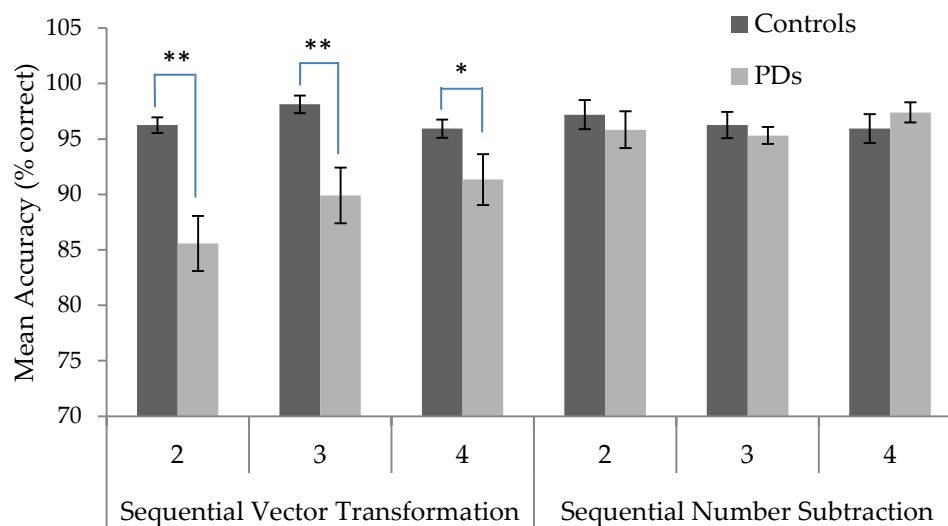 Mean Accuracy (% correct)
105
100
95
90
85
80
75
70
Controls
PDs
**
**
*
2 3 4 2 3 4
Sequential Vector Transformation Sequential Number Subtraction